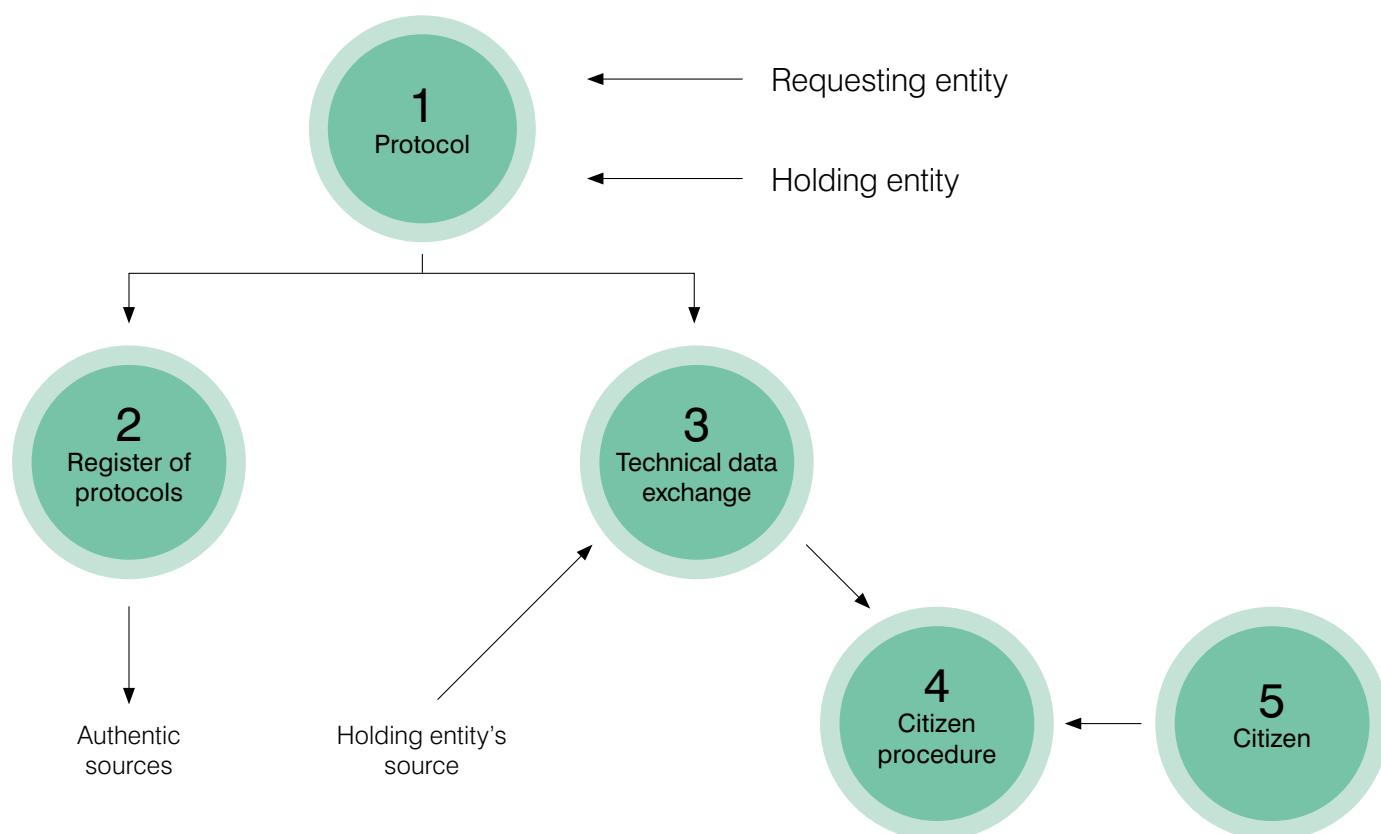 1
Protocol
Requesting entity
Holding entity
2
Register of
protocols
3
Technical data
exchange
Authentic
sources
Holding entity’s
source
4
Citizen
procedure
5
Citizen